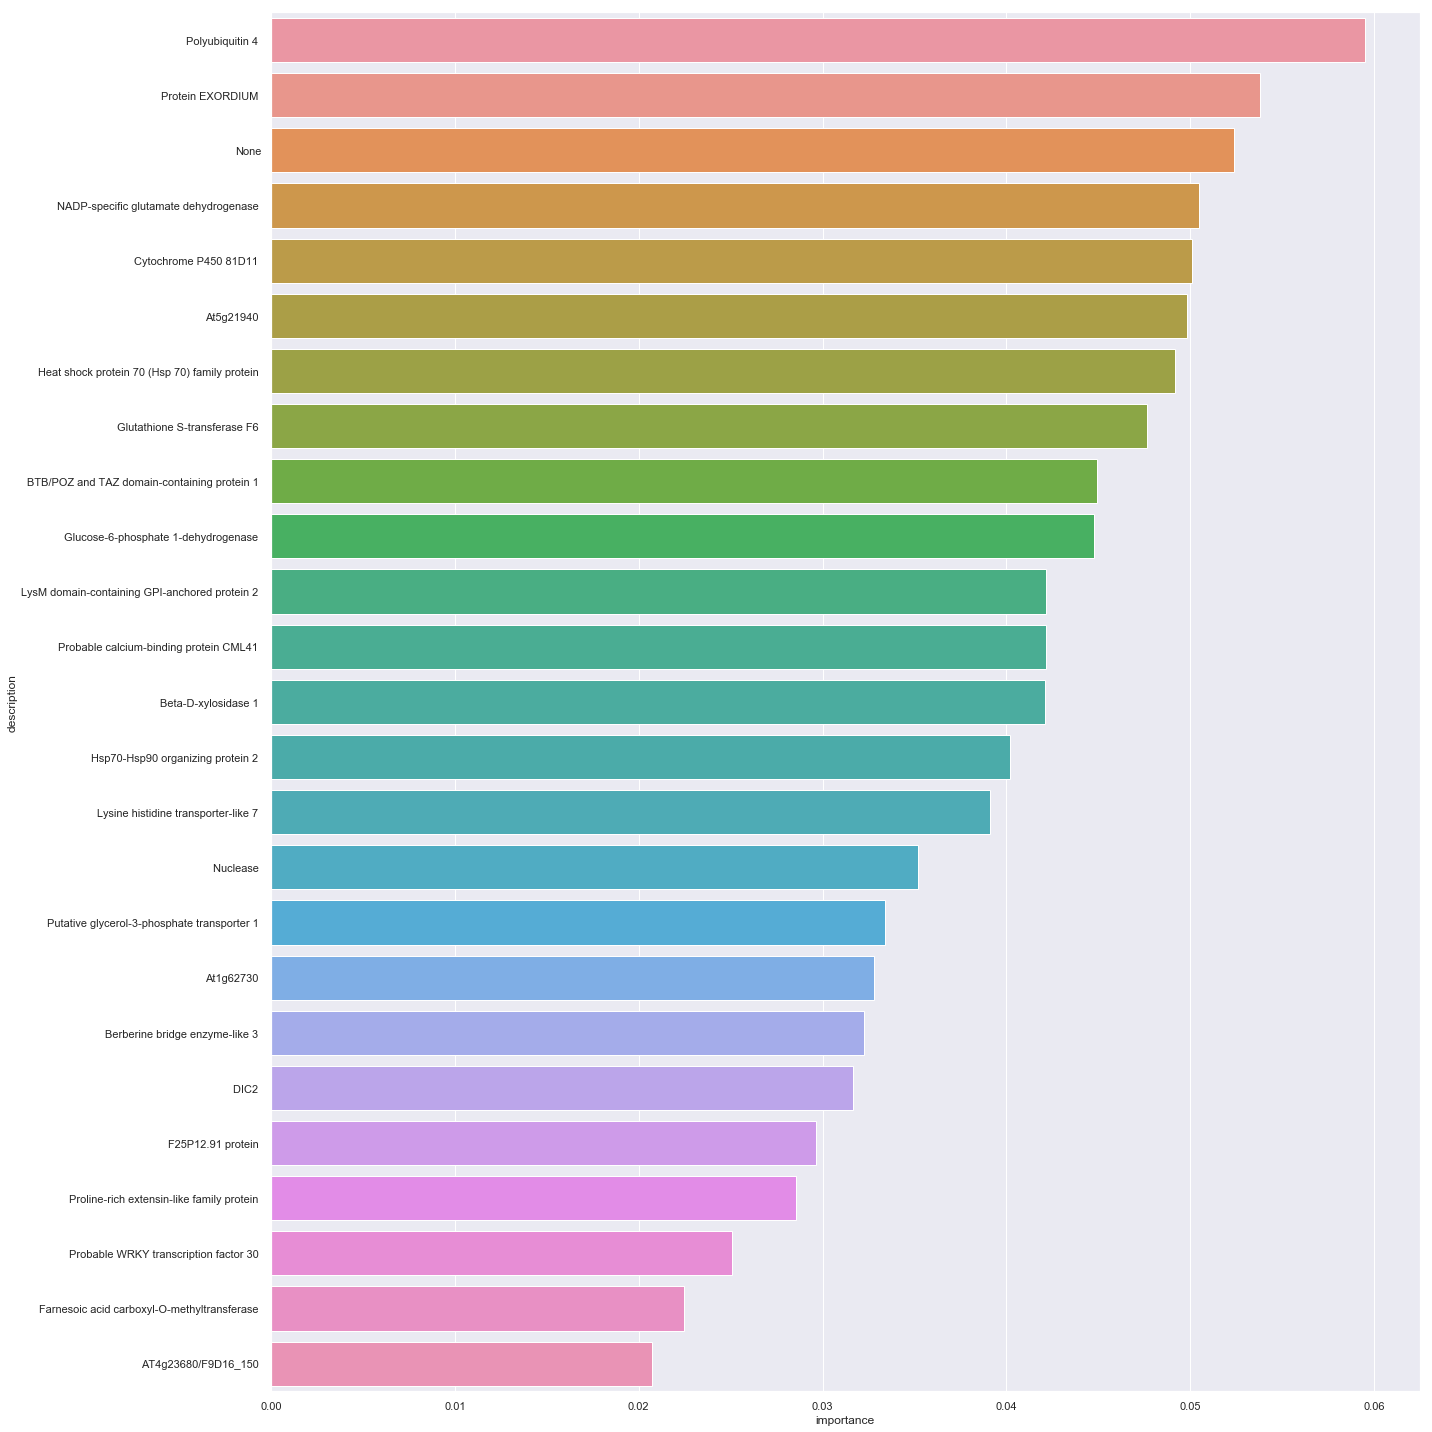 Polyubiquitin 4
Protein EXORDIUM
None
NADP-specific glutamate dehydrogenase
Cytochrome P450 81D11
At5g21940
Heat shock protein 70 (Hsp 70) family protein
Glutathione S-transferase F6
BTB/POZ and TAZ domain-containing protein 1
Glucose-6-phosphate 1-dehydrogenase
LysM domain-containing GPI-anchored protein 2
Probable calcium-binding protein CML41
Beta-D-xylosidase 1
Hsp70-Hsp90 organizing protein 2
Lysine histidine transporter-like 7
Nuclease
Putative glycerol-3-phosphate transporter 1
At1g62730
Berberine bridge enzyme-like 3
DIC2
F25P12.91 protein
Proline-rich extensin-like family protein
Probable WRKY transcription factor 30
Farnesoic acid carboxyl-O-methyltransferase
AT4g23680/F9D16_150
description
0.00 0.01 0.02 0.03 0.04 0.05 0.06
importance